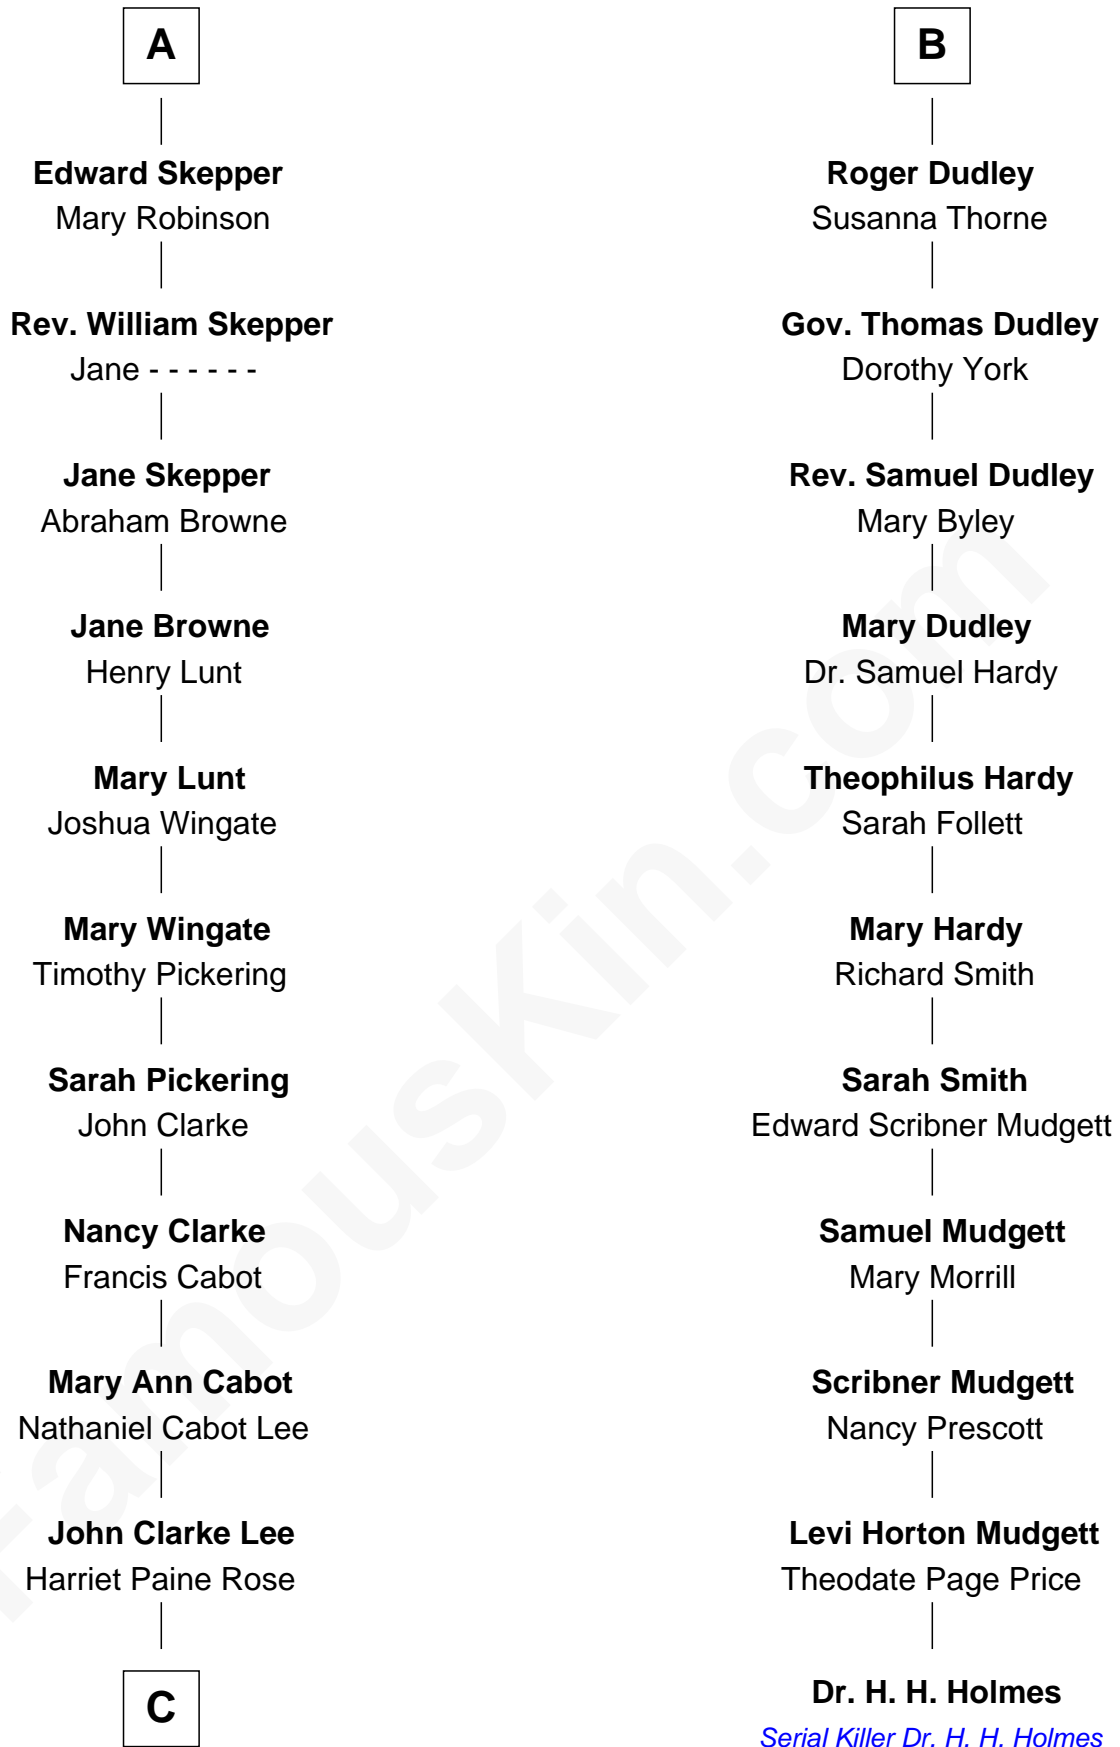 A
Edward Skepper
Mary Robinson
Rev. William Skepper
Jane - - - - - -
Jane Skepper
Abraham Browne
Jane Browne
Henry Lunt
Mary Lunt
Joshua Wingate
Mary Wingate
Timothy Pickering
Sarah Pickering
John Clarke
Nancy Clarke
Francis Cabot
Mary Ann Cabot
Nathaniel Cabot Lee
John Clarke Lee
Harriet Paine Rose
C
B
Roger Dudley
Susanna Thorne
Gov. Thomas Dudley
Dorothy York
Rev. Samuel Dudley
Mary Byley
Mary Dudley
Dr. Samuel Hardy
Theophilus Hardy
Sarah Follett
Mary Hardy
Richard Smith
Sarah Smith
Edward Scribner Mudgett
Samuel Mudgett
Mary Morrill
Scribner Mudgett
Nancy Prescott
Levi Horton Mudgett
Theodate Page Price
Dr. H. H. Holmes
Serial Killer Dr. H. H. Holmes
FamousKin.com